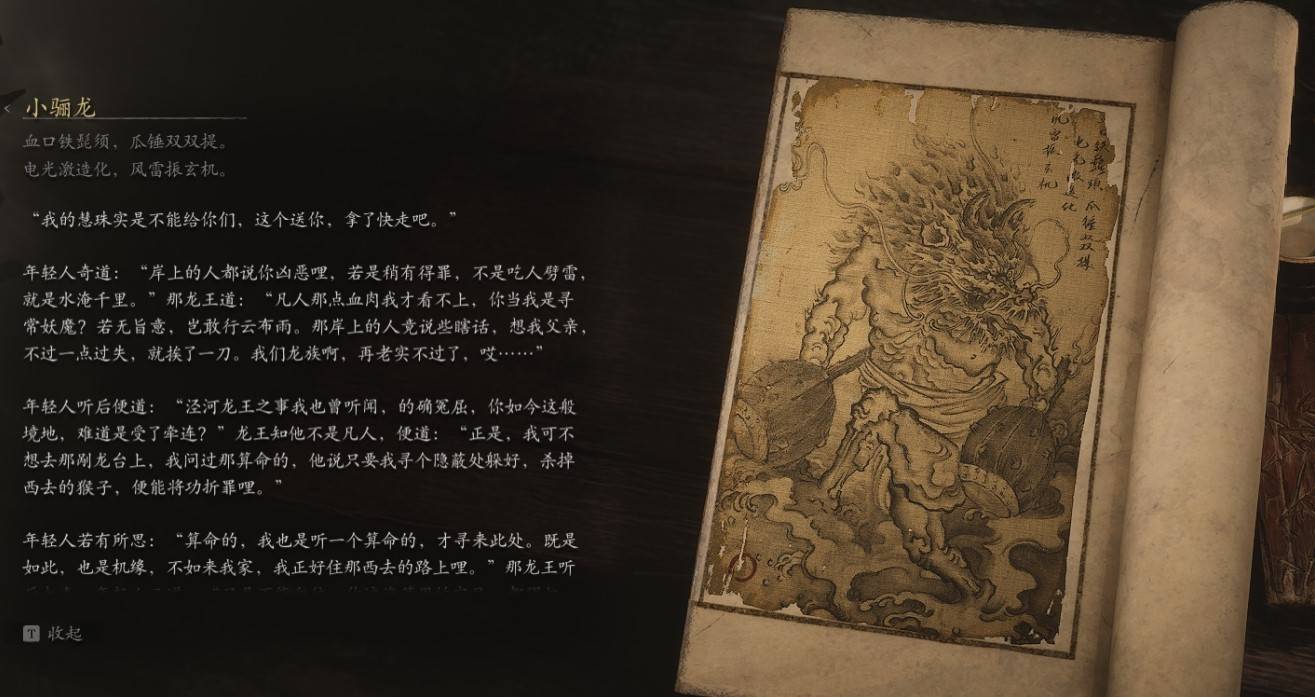 小骊龙
血口铁髭须，瓜锤双双提。
电光激造化，风雷振玄机。
“我的慧珠实是不能给你们，这个送你，拿了快走吧。”
年轻人奇道：“岸上的人都说你凶恶哩，若是稍有得罪，不是吃人劈雷，
就是水淹千里。”那龙王道：“凡人那点血肉我才看不上，你当我是寻
常妖魔？若无旨意，岂敢行云布雨。那岸上的人竟说些瞎话，想我父亲，
不过一点过失，就挨了一刀。我们龙族啊，再老实不过了，哎……”
年轻人听后便道：“泾河龙王之事我也曾听闻，的确冤屈，你如今这般
境地，难道是受了牵连？”龙王知他不是凡人，便道：“正是，我可不
想去那剐龙台上，我问过那算命的，他说只要我寻个隐蔽处躲好，杀掉
西去的猴子，便能将功折罪哩。”
年轻人若有所思：“算命的，我也是听一个算命的，才寻来此处。既是
如此，也是机缘，不如来我家，我正好住那西去的路上哩。”那龙王听
T 收起
瓜锤双双提
造化
振玄机